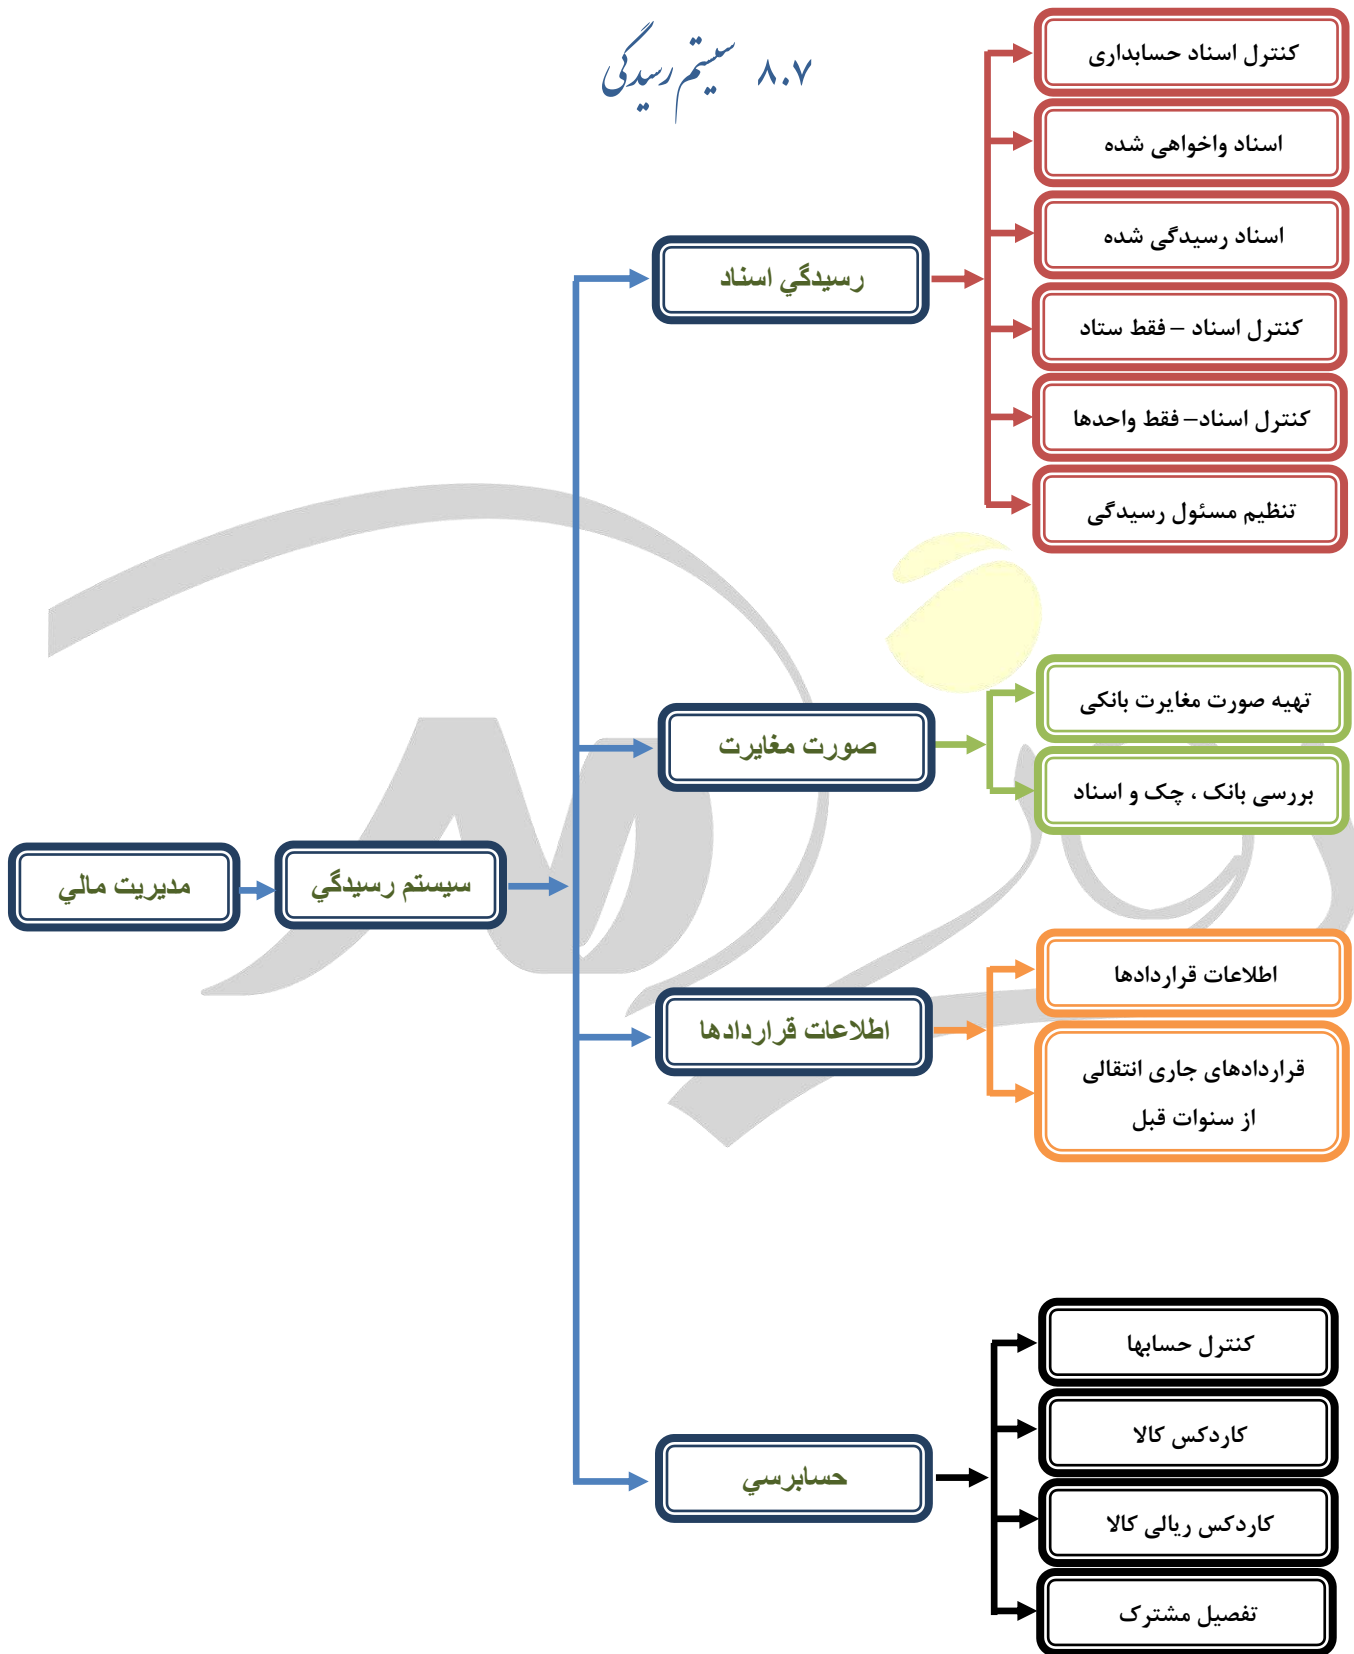 ۸.۷ سیستم رسیدگی
مديريت مالي
سيستم رسيدگي
رسيدگي اسناد
کنترل اسناد حسابداری
اسناد واخواهی شده
اسناد رسیدگی شده
کنترل اسناد – فقط ستاد
کنترل اسناد– فقط واحدها
تنظیم مسئول رسیدگی
صورت مغايرت
تهیه صورت مغایرت بانکی
بررسی بانک ، چک و اسناد
اطلاعات قراردادها
اطلاعات قراردادها
قراردادهای جاری انتقالی
از سنوات قبل
حسابرسي
کنترل حسابها
کاردکس کالا
کاردکس ریالی کالا
تفصیل مشترک